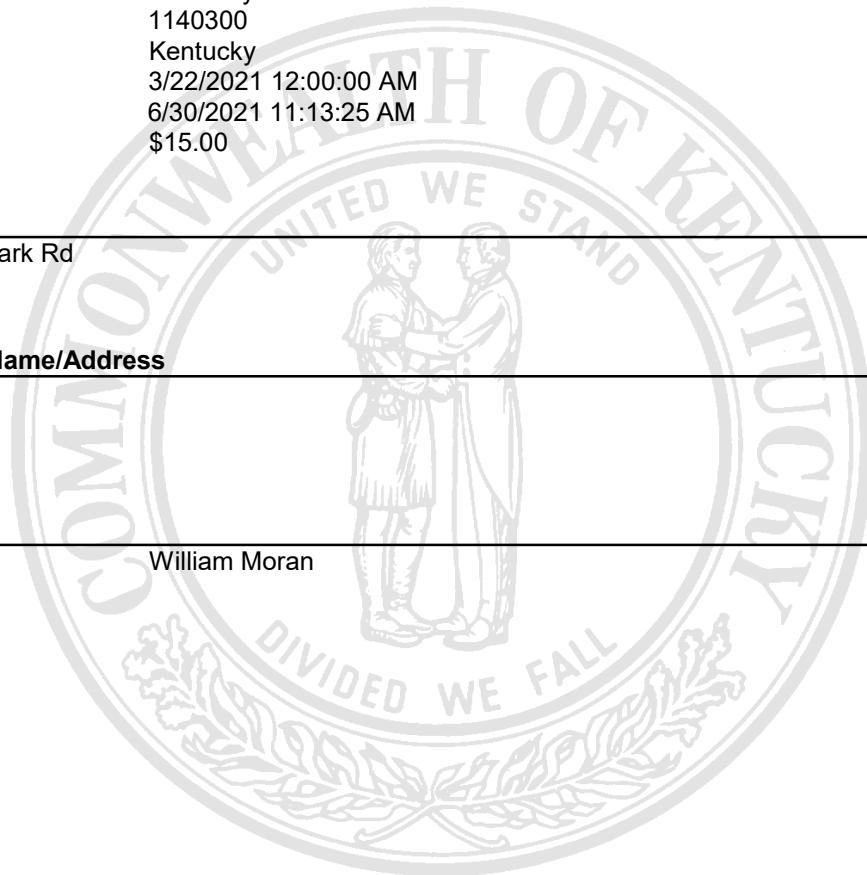 1140300
Kentucky
3/22/2021 12:00:00 AM
6/30/2021 11:13:25 AM
$15.00
COMMONWEALTH OF KENTUCKY
UNITED WE STAND
ark Rd
ame/Address
William Moran
DIVIDED WE FALL